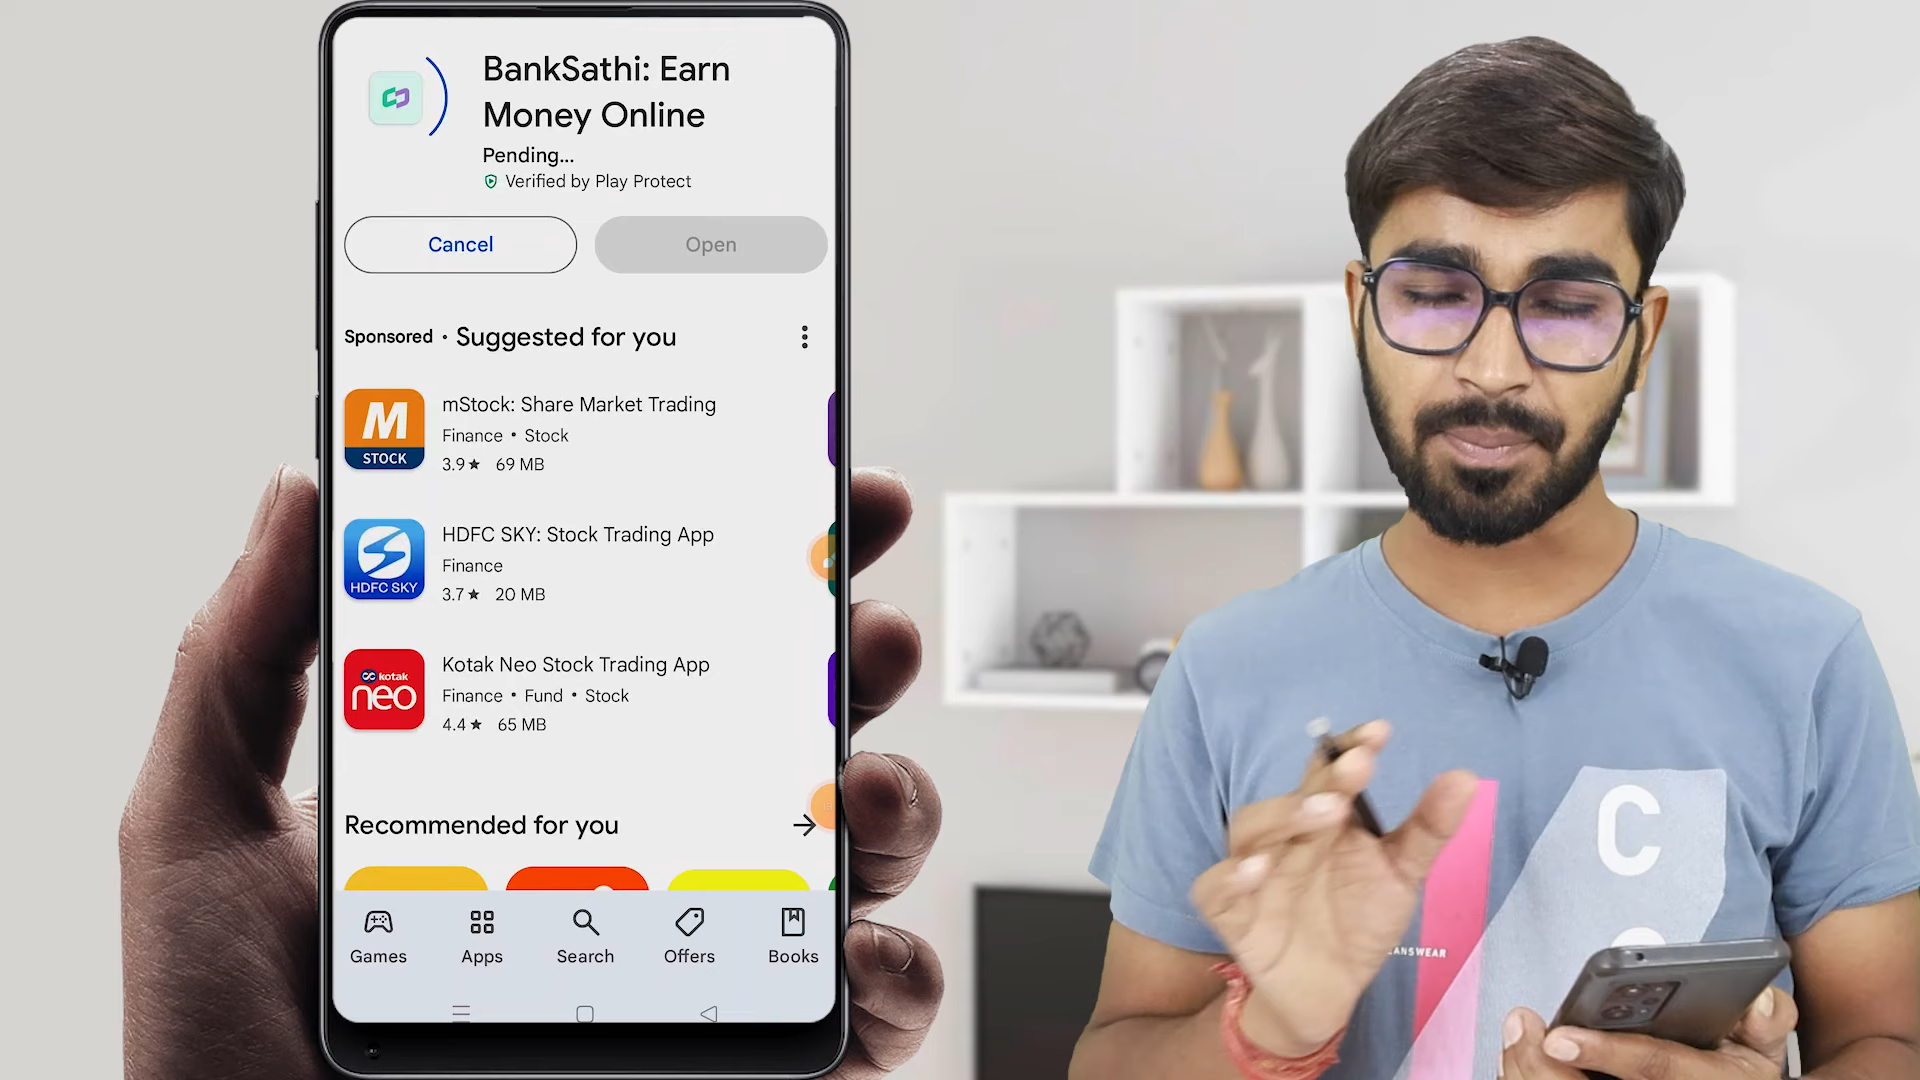 BankSathi: Earn
Money Online
Pending...
Verified by Play Protect
Cancel
Open
Sponsored • Suggested for you
M
STOCK
mStock: Share Market Trading
Finance • Stock
3.9★ 69 MB
HDFC SKY
HDFC SKY: Stock Trading App
Finance
3.7★ 20 MB
kotak
neo
Kotak Neo Stock Trading App
Finance • Fund • Stock
4.4★ 65 MB
Recommended for you
Games
Apps
Search
Offers
Books
C